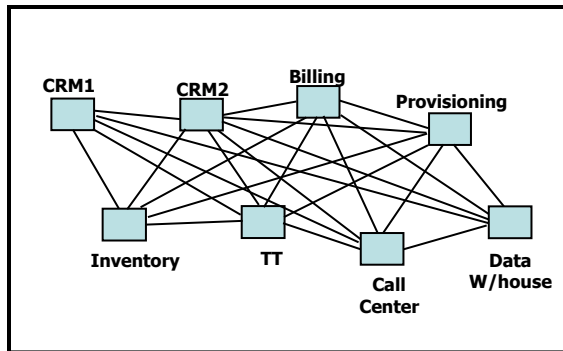 CRM1
CRM2
Billing
Provisioning
Inventory
TT
Call
Center
Data
W/house